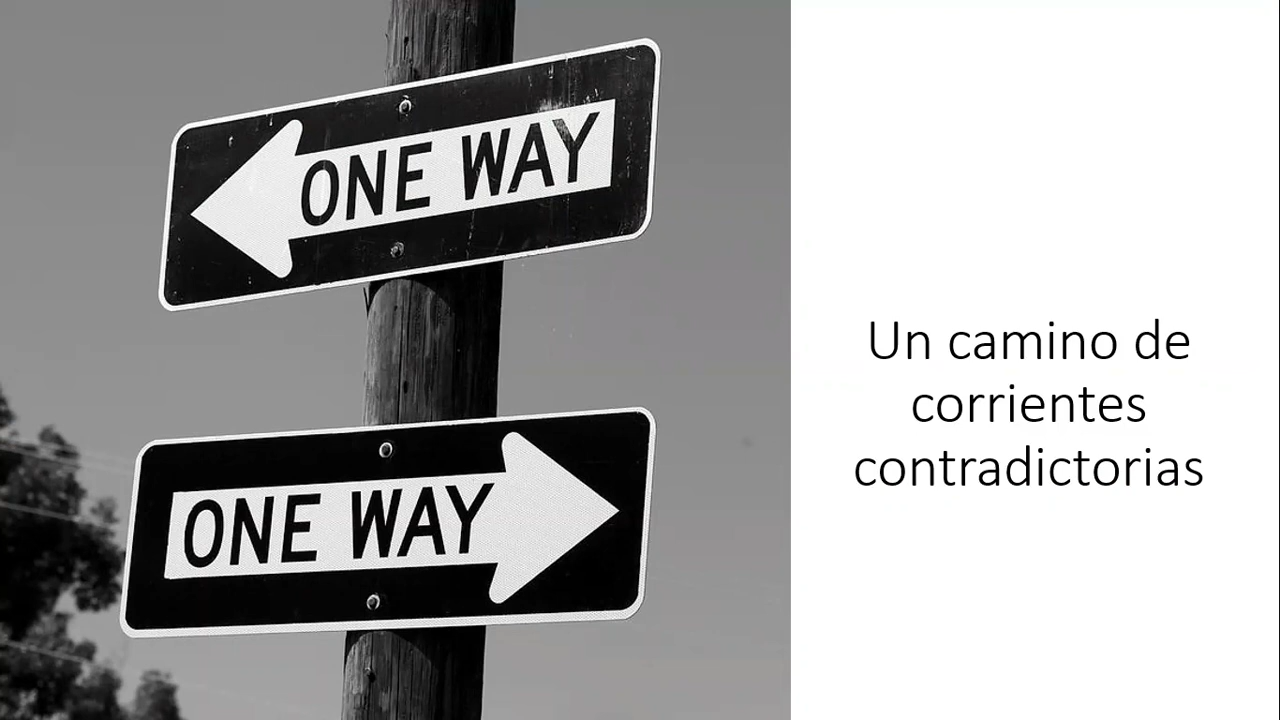 ONE WAY
ONE WAY
Un camino de
corrientes
contradictorias